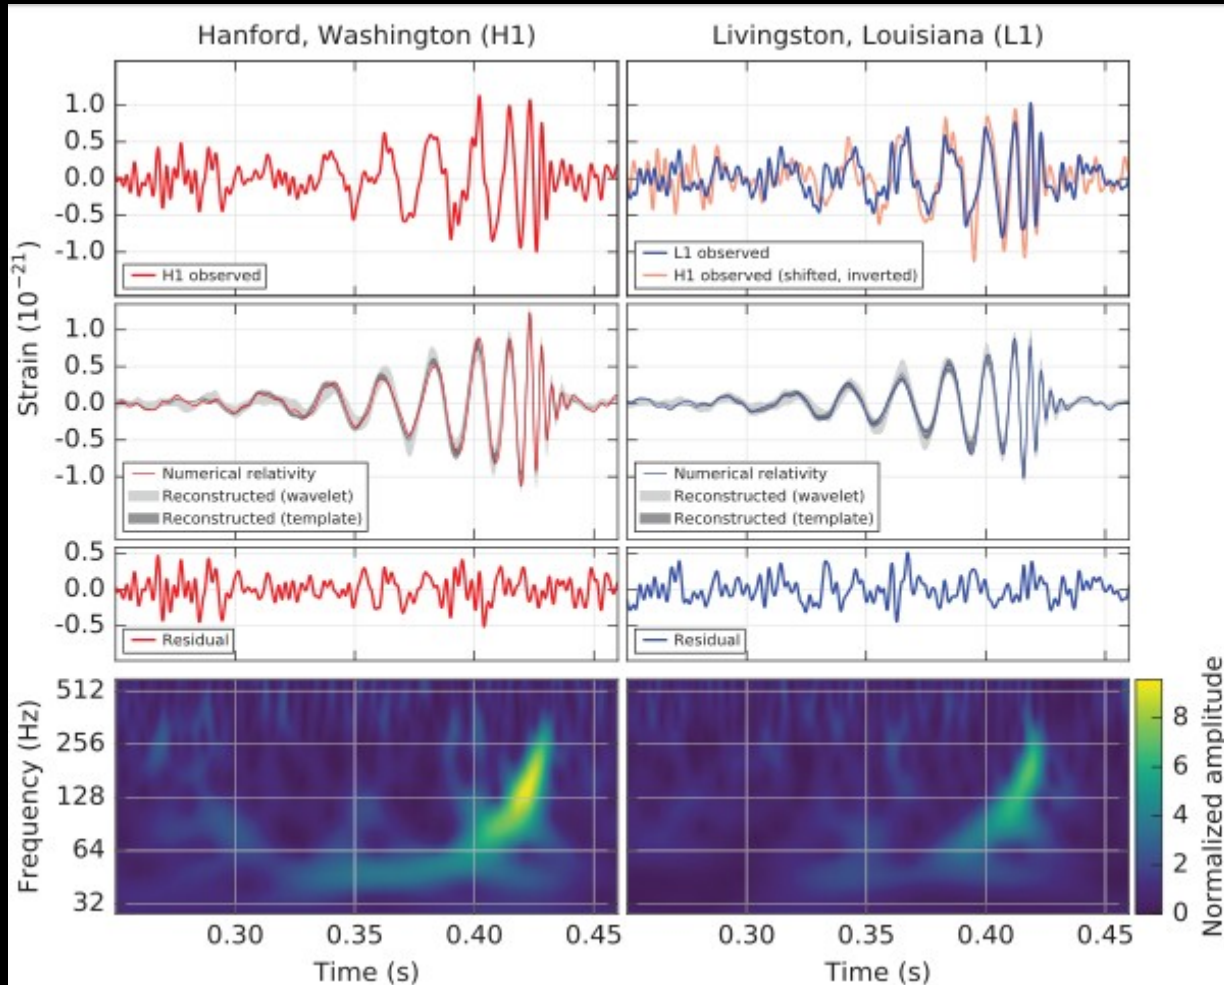 Hanford, Washington (H1)
Livingston, Louisiana (L1)
Strain (10⁻²¹)
1.0
0.5
0.0
-0.5
-1.0
H1 observed
L1 observed
H1 observed (shifted, inverted)
1.0
0.5
0.0
-0.5
-1.0
Numerical relativity
Reconstructed (wavelet)
Reconstructed (template)
Numerical relativity
Reconstructed (wavelet)
Reconstructed (template)
0.5
0.0
-0.5
Residual
Residual
Frequency (Hz)
512
256
128
64
32
0.30 0.35 0.40 0.45
Time (s)
0.30 0.35 0.40 0.45
Time (s)
8
6
4
2
0
Normalized amplitude